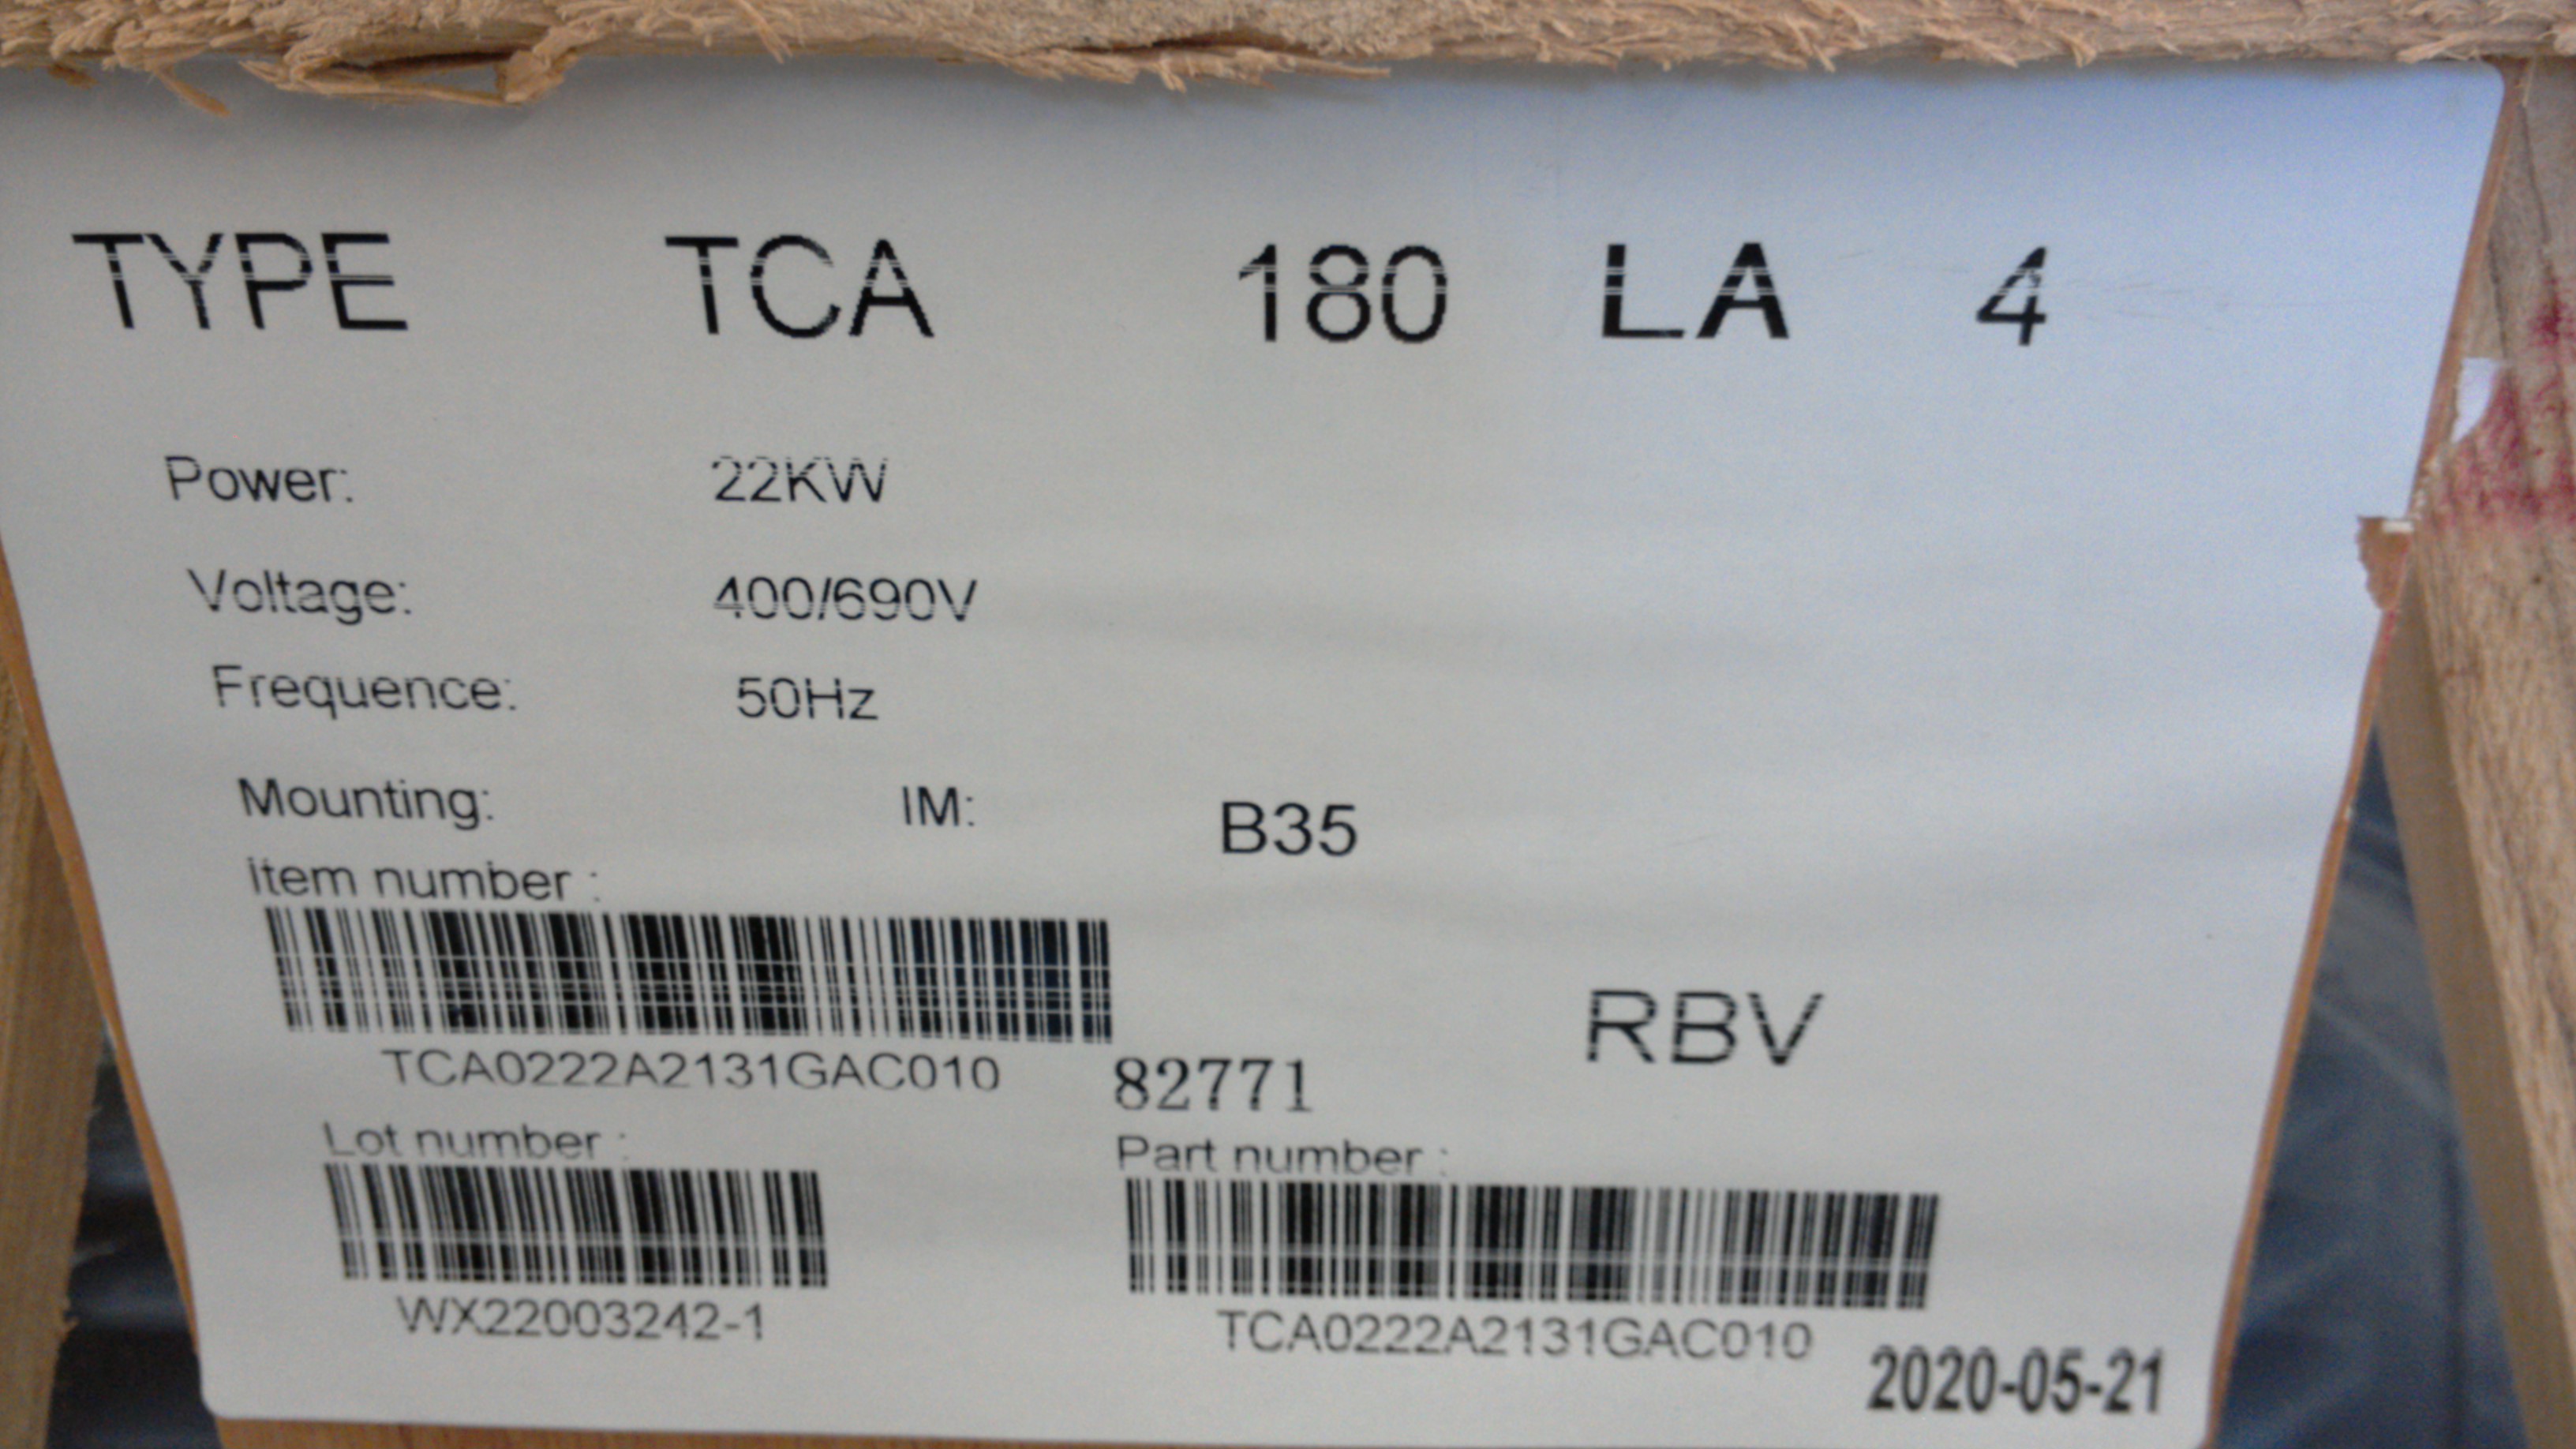 TYPE TCA 180 LA 4
Power: 22KW
Voltage: 400/690V
Frequence: 50Hz
Mounting: IM: B35
Item number :
TCA0222A2131GAC010
82771
RBV
Lot number :
WX22003242-1
Part number :
TCA0222A2131GAC010
2020-05-21